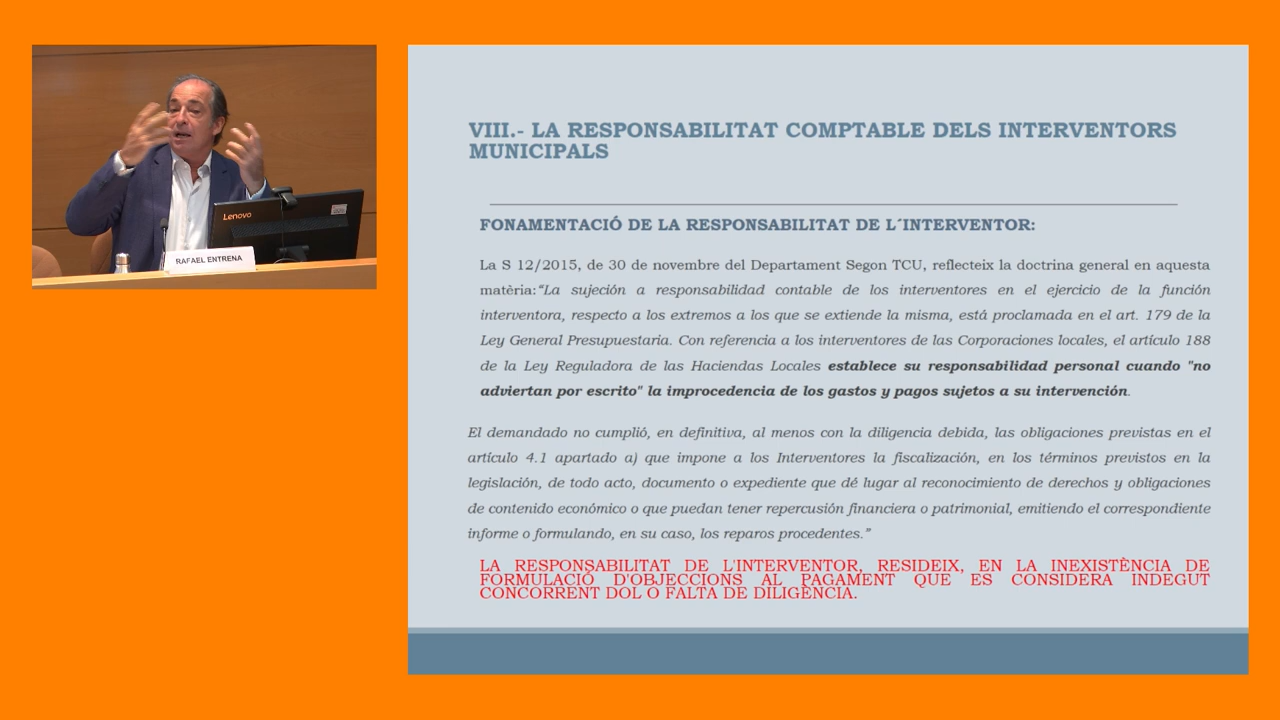 Lenovo
RAFAEL ENTRENA
VIII.- LA RESPONSABILITAT COMPTABLE DELS INTERVENTORS
MUNICIPALS
FONAMENTACIÓ DE LA RESPONSABILITAT DE L´INTERVENTOR:
La S 12/2015, de 30 de novembre del Departament Segon TCU, reflecteix la doctrina general en aquesta
matèria:“La sujeción a responsabilidad contable de los interventores en el ejercicio de la función
interventora, respecto a los extremos a los que se extiende la misma, está proclamada en el art. 179 de la
Ley General Presupuestaria. Con referencia a los interventores de las Corporaciones locales, el artículo 188
de la Ley Reguladora de las Haciendas Locales establece su responsabilidad personal cuando "no
adviertan por escrito" la improcedencia de los gastos y pagos sujetos a su intervención.
El demandado no cumplió, en definitiva, al menos con la diligencia debida, las obligaciones previstas en el
artículo 4.1 apartado a) que impone a los Interventores la fiscalización, en los términos previstos en la
legislación, de todo acto, documento o expediente que dé lugar al reconocimiento de derechos y obligaciones
de contenido económico o que puedan tener repercusión financiera o patrimonial, emitiendo el correspondiente
informe o formulando, en su caso, los reparos procedentes.”
LA RESPONSABILITAT DE L'INTERVENTOR, RESIDEIX, EN LA INEXISTÈNCIA DE
FORMULACIÓ D'OBJECCIONS AL PAGAMENT QUE ES CONSIDERA INDEGUT
CONCORRENT DOL O FALTA DE DILIGÈNCIA.